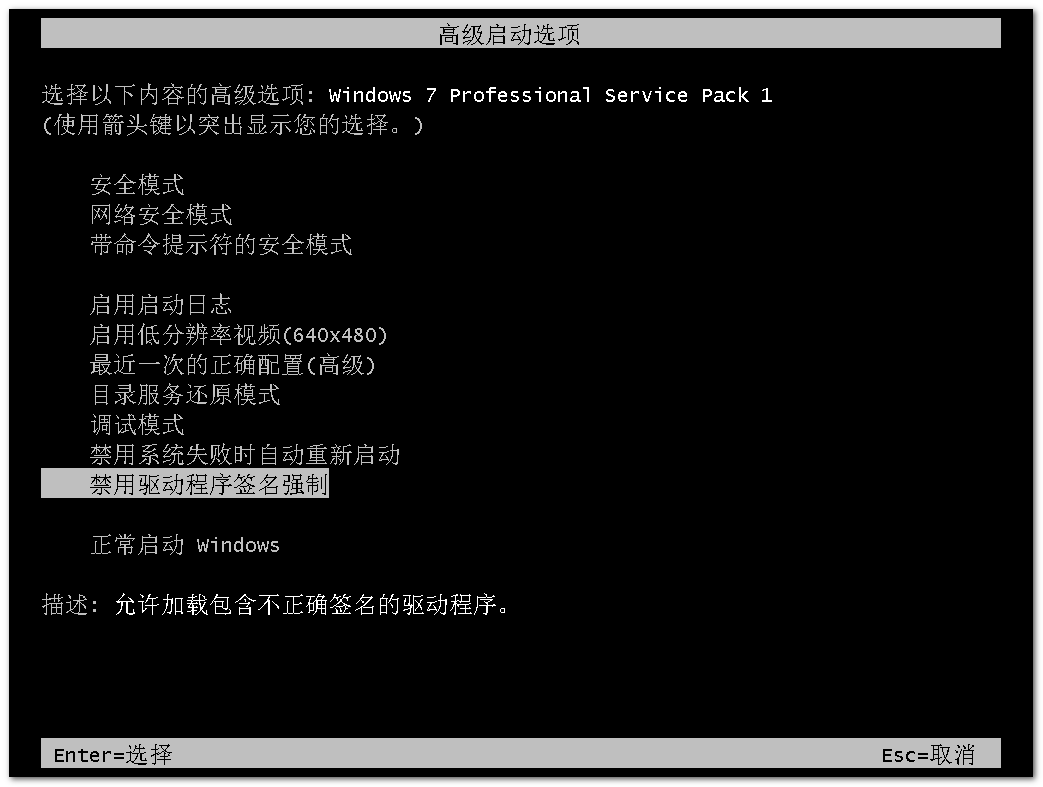 高级启动选项
选择以下内容的高级选项: Windows 7 Professional Service Pack 1
(使用箭头键以突出显示您的选择。)
安全模式
网络安全模式
带命令提示符的安全模式
启用启动日志
启用低分辨率视频(640x480)
最近一次的正确配置(高级)
目录服务还原模式
调试模式
禁用系统失败时自动重新启动
禁用驱动程序签名强制
正常启动 Windows
描述: 允许加载包含不正确签名的驱动程序。
Enter=选择 Esc=取消